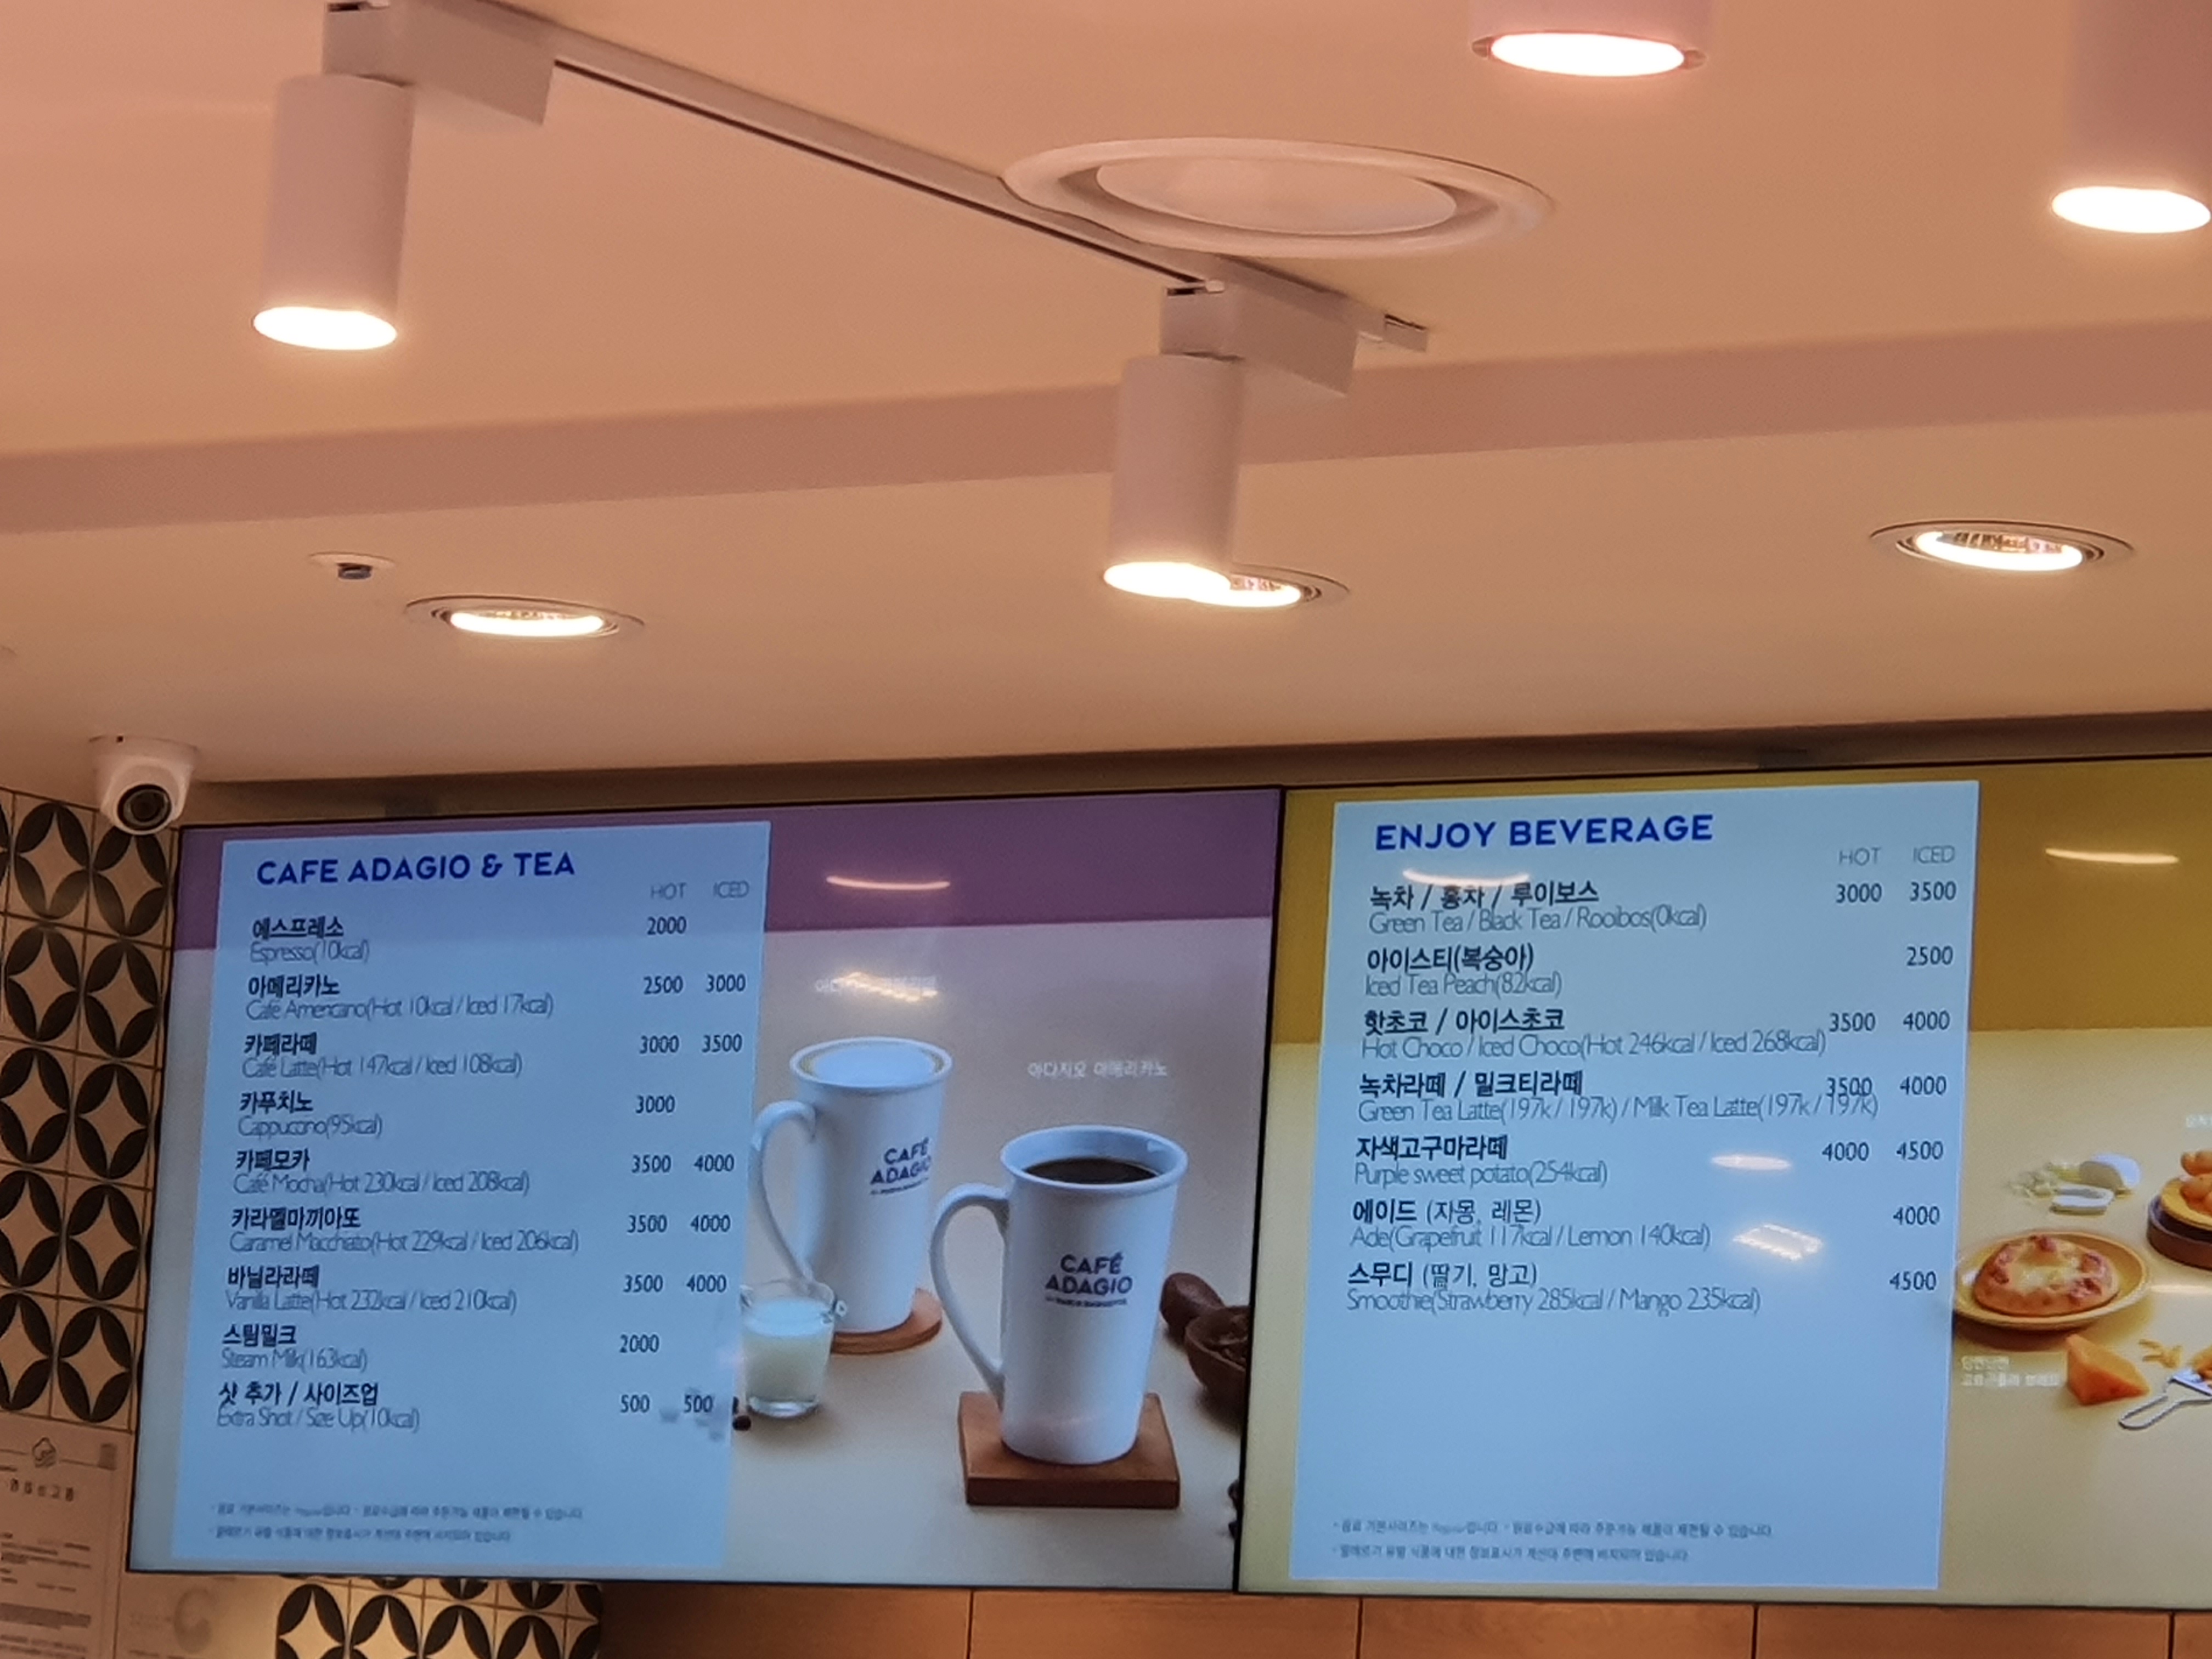 CAFE ADAGIO & TEA
HOT ICED
에스프레소 2000
Espresso(10kcal)
아메리카노 2500 3000
Café Americano(Hot 10kcal / Iced 17kcal)
카페라떼 3000 3500
Café Latte(Hot 147kcal / Iced 108kcal)
카푸치노 3000
Cappuccino(95kcal)
카페모카 3500 4000
Café Mocha(Hot 230kcal / Iced 208kcal)
카라멜마끼아또 3500 4000
Caramel Macchiato(Hot 229kcal / Iced 206kcal)
바닐라라떼 3500 4000
Vanilla Latte(Hot 232kcal / Iced 210kcal)
스팀밀크 2000
Steam Milk(163kcal)
샷 추가 / 사이즈업 500 500
Extra Shot / Size Up(10kcal)
아다지오 아메리카노
CAFÉ
ADAGIO
CAFÉ
ADAGIO
ENJOY BEVERAGE
HOT ICED
녹차 / 홍차 / 루이보스 3000 3500
Green Tea / Black Tea / Rooibos(0kcal)
아이스티(복숭아) 2500
Iced Tea Peach(82kcal)
핫초코 / 아이스초코 3500 4000
Hot Choco / Iced Choco(Hot 246kcal / Iced 268kcal)
녹차라떼 / 밀크티라떼 3500 4000
Green Tea Latte(197k / 197k) / Milk Tea Latte(197k / 197k)
자색고구마라떼 4000 4500
Purple sweet potato(254kcal)
에이드 (자몽, 레몬) 4000
Ade(Grapefruit 117kcal / Lemon 140kcal)
스무디 (딸기, 망고) 4500
Smoothie(Strawberry 285kcal / Mango 235kcal)